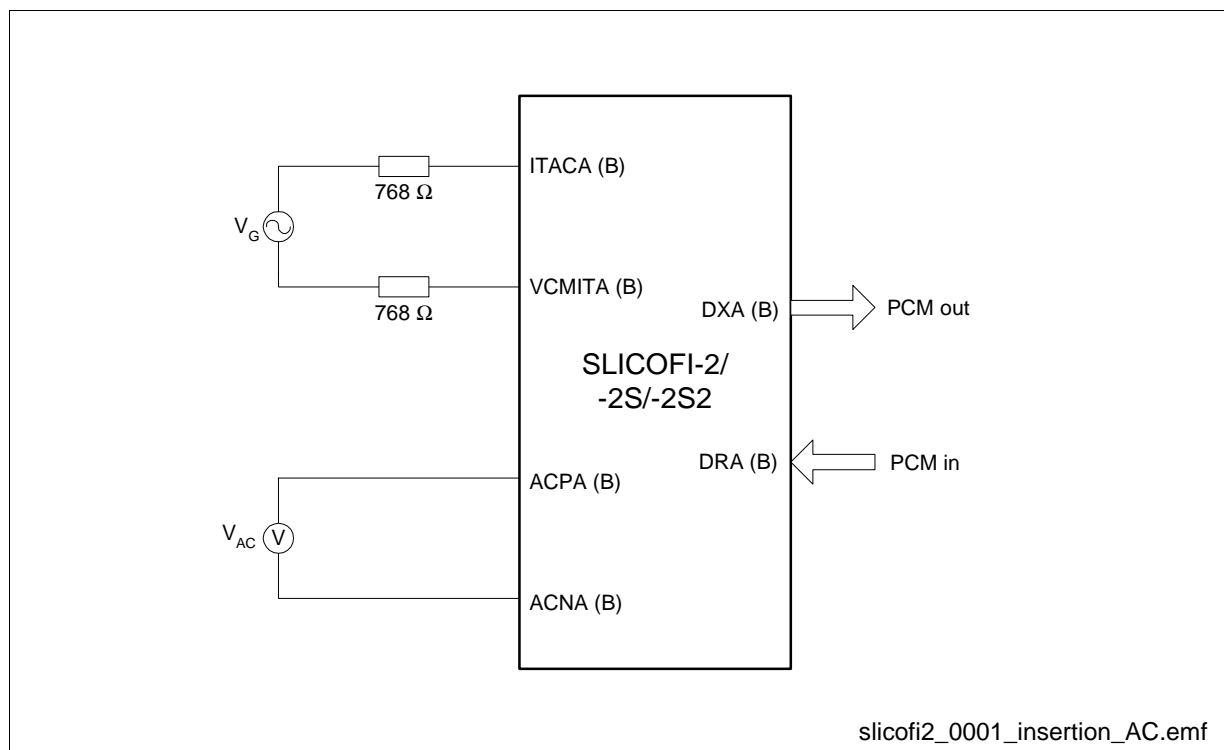 ITACA (B)
768 Ω
V_G
VCMITA (B)
768 Ω
DXA (B)
PCM out
SLICOFI-2/
-2S/-2S2
DRA (B)
PCM in
ACPA (B)
V_AC
V
ACNA (B)
slicofi2_0001_insertion_AC.emf